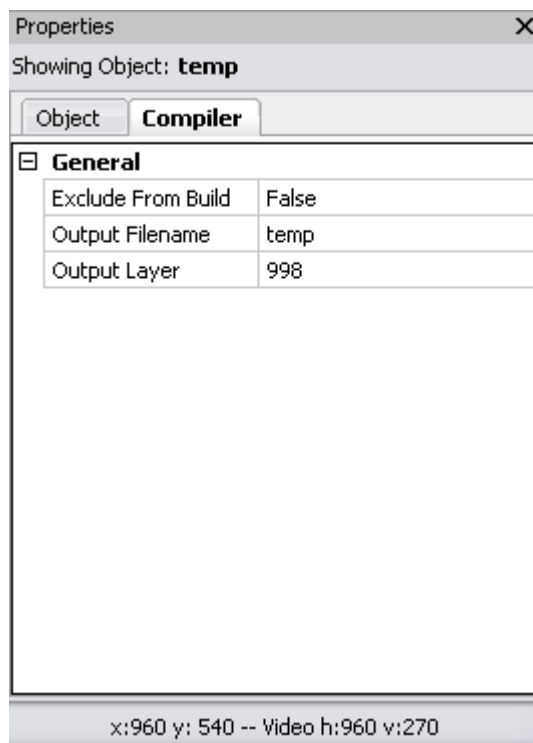 Properties
Showing Object: temp
Object Compiler
General
Exclude From Build False
Output Filename temp
Output Layer 998
x:960 y: 540 -- Video h:960 v:270